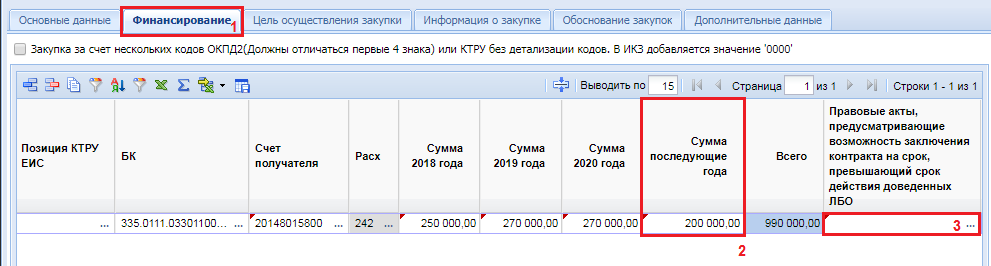 Основные данные Финансирование Цель осуществления закупки Информация о закупке Обоснование закупок Дополнительные данные
1
Закупка за счет нескольких кодов ОКПД2(Должны отличаться первые 4 знака) или КТРУ без детализации кодов. В ИКЗ добавляется значение '0000'
Выводить по 15 Страница 1 из 1 Строки 1 - 1 из 1
Позиция КТРУ
ЕИС
БК
Счет
получателя
Расх
Сумма
2018 года
Сумма
2019 года
Сумма
2020 года
Сумма
последующие
года
Всего
Правовые акты,
предусматривающие
возможность заключения
контракта на срок,
превышающий срок
действия доведенных
ЛБО
... 335.0111.03301100... ... 20148015800 ... 242 ... 250 000,00 270 000,00 270 000,00 200 000,00 990 000,00 3 ...
2